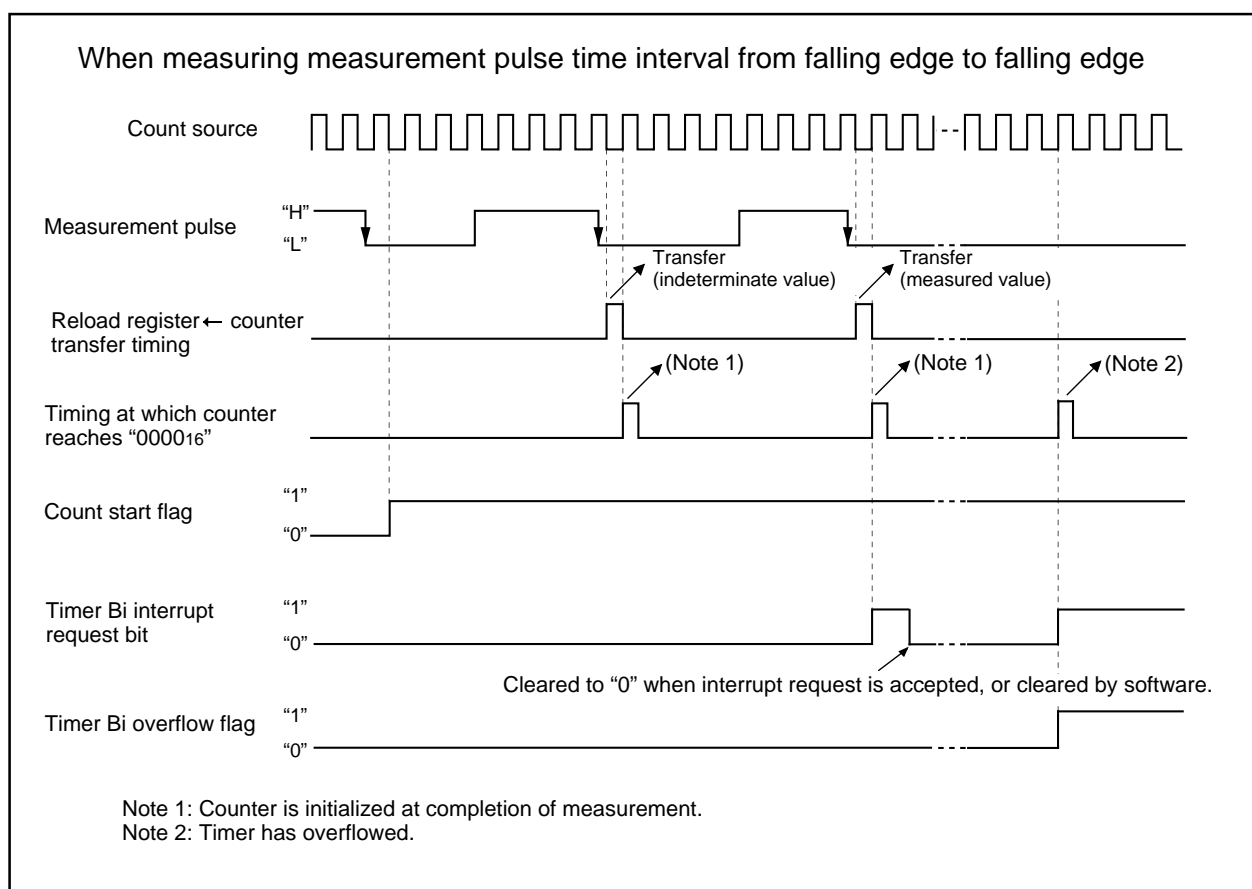 When measuring measurement pulse time interval from falling edge to falling edge
Count source
Measurement pulse
“H”
“L”
Transfer
(indeterminate value)
Transfer
(measured value)
Reload register ← counter
transfer timing
(Note 1)
(Note 1)
(Note 2)
Timing at which counter
reaches “000016”
Count start flag
“1”
“0”
Timer Bi interrupt
request bit
“1”
“0”
Cleared to “0” when interrupt request is accepted, or cleared by software.
Timer Bi overflow flag
“1”
“0”
Note 1: Counter is initialized at completion of measurement.
Note 2: Timer has overflowed.